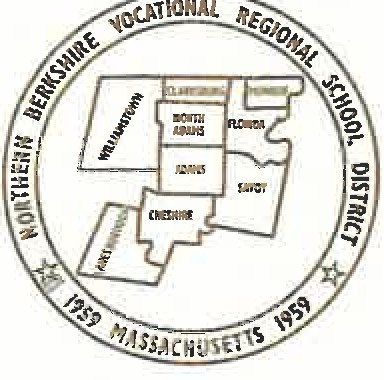 NORTHERN BERKSHIRE VOCATIONAL REGIONAL SCHOOL DISTRICT
CLARKSBURG
MONROE
WILLIAMSTOWN
NORTH
ADAMS
FLORIDA
ADAMS
SAVOY
CHESHIRE
1959 MASSACHUSETTS 1959